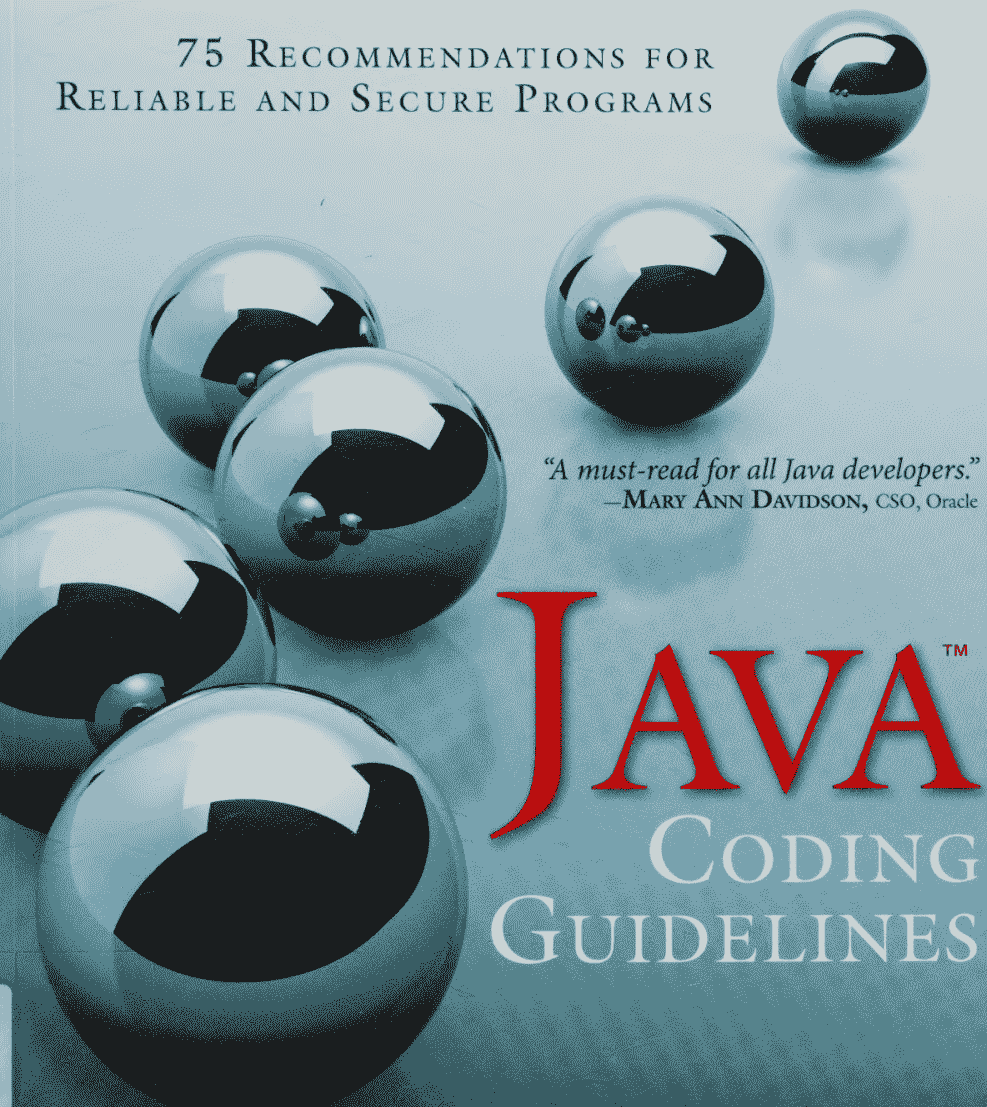 75 Recommendations for
Reliable and Secure Programs
“A must-read for all Java developers.”
—Mary Ann Davidson, CSO, Oracle
Java™
Coding
Guidelines